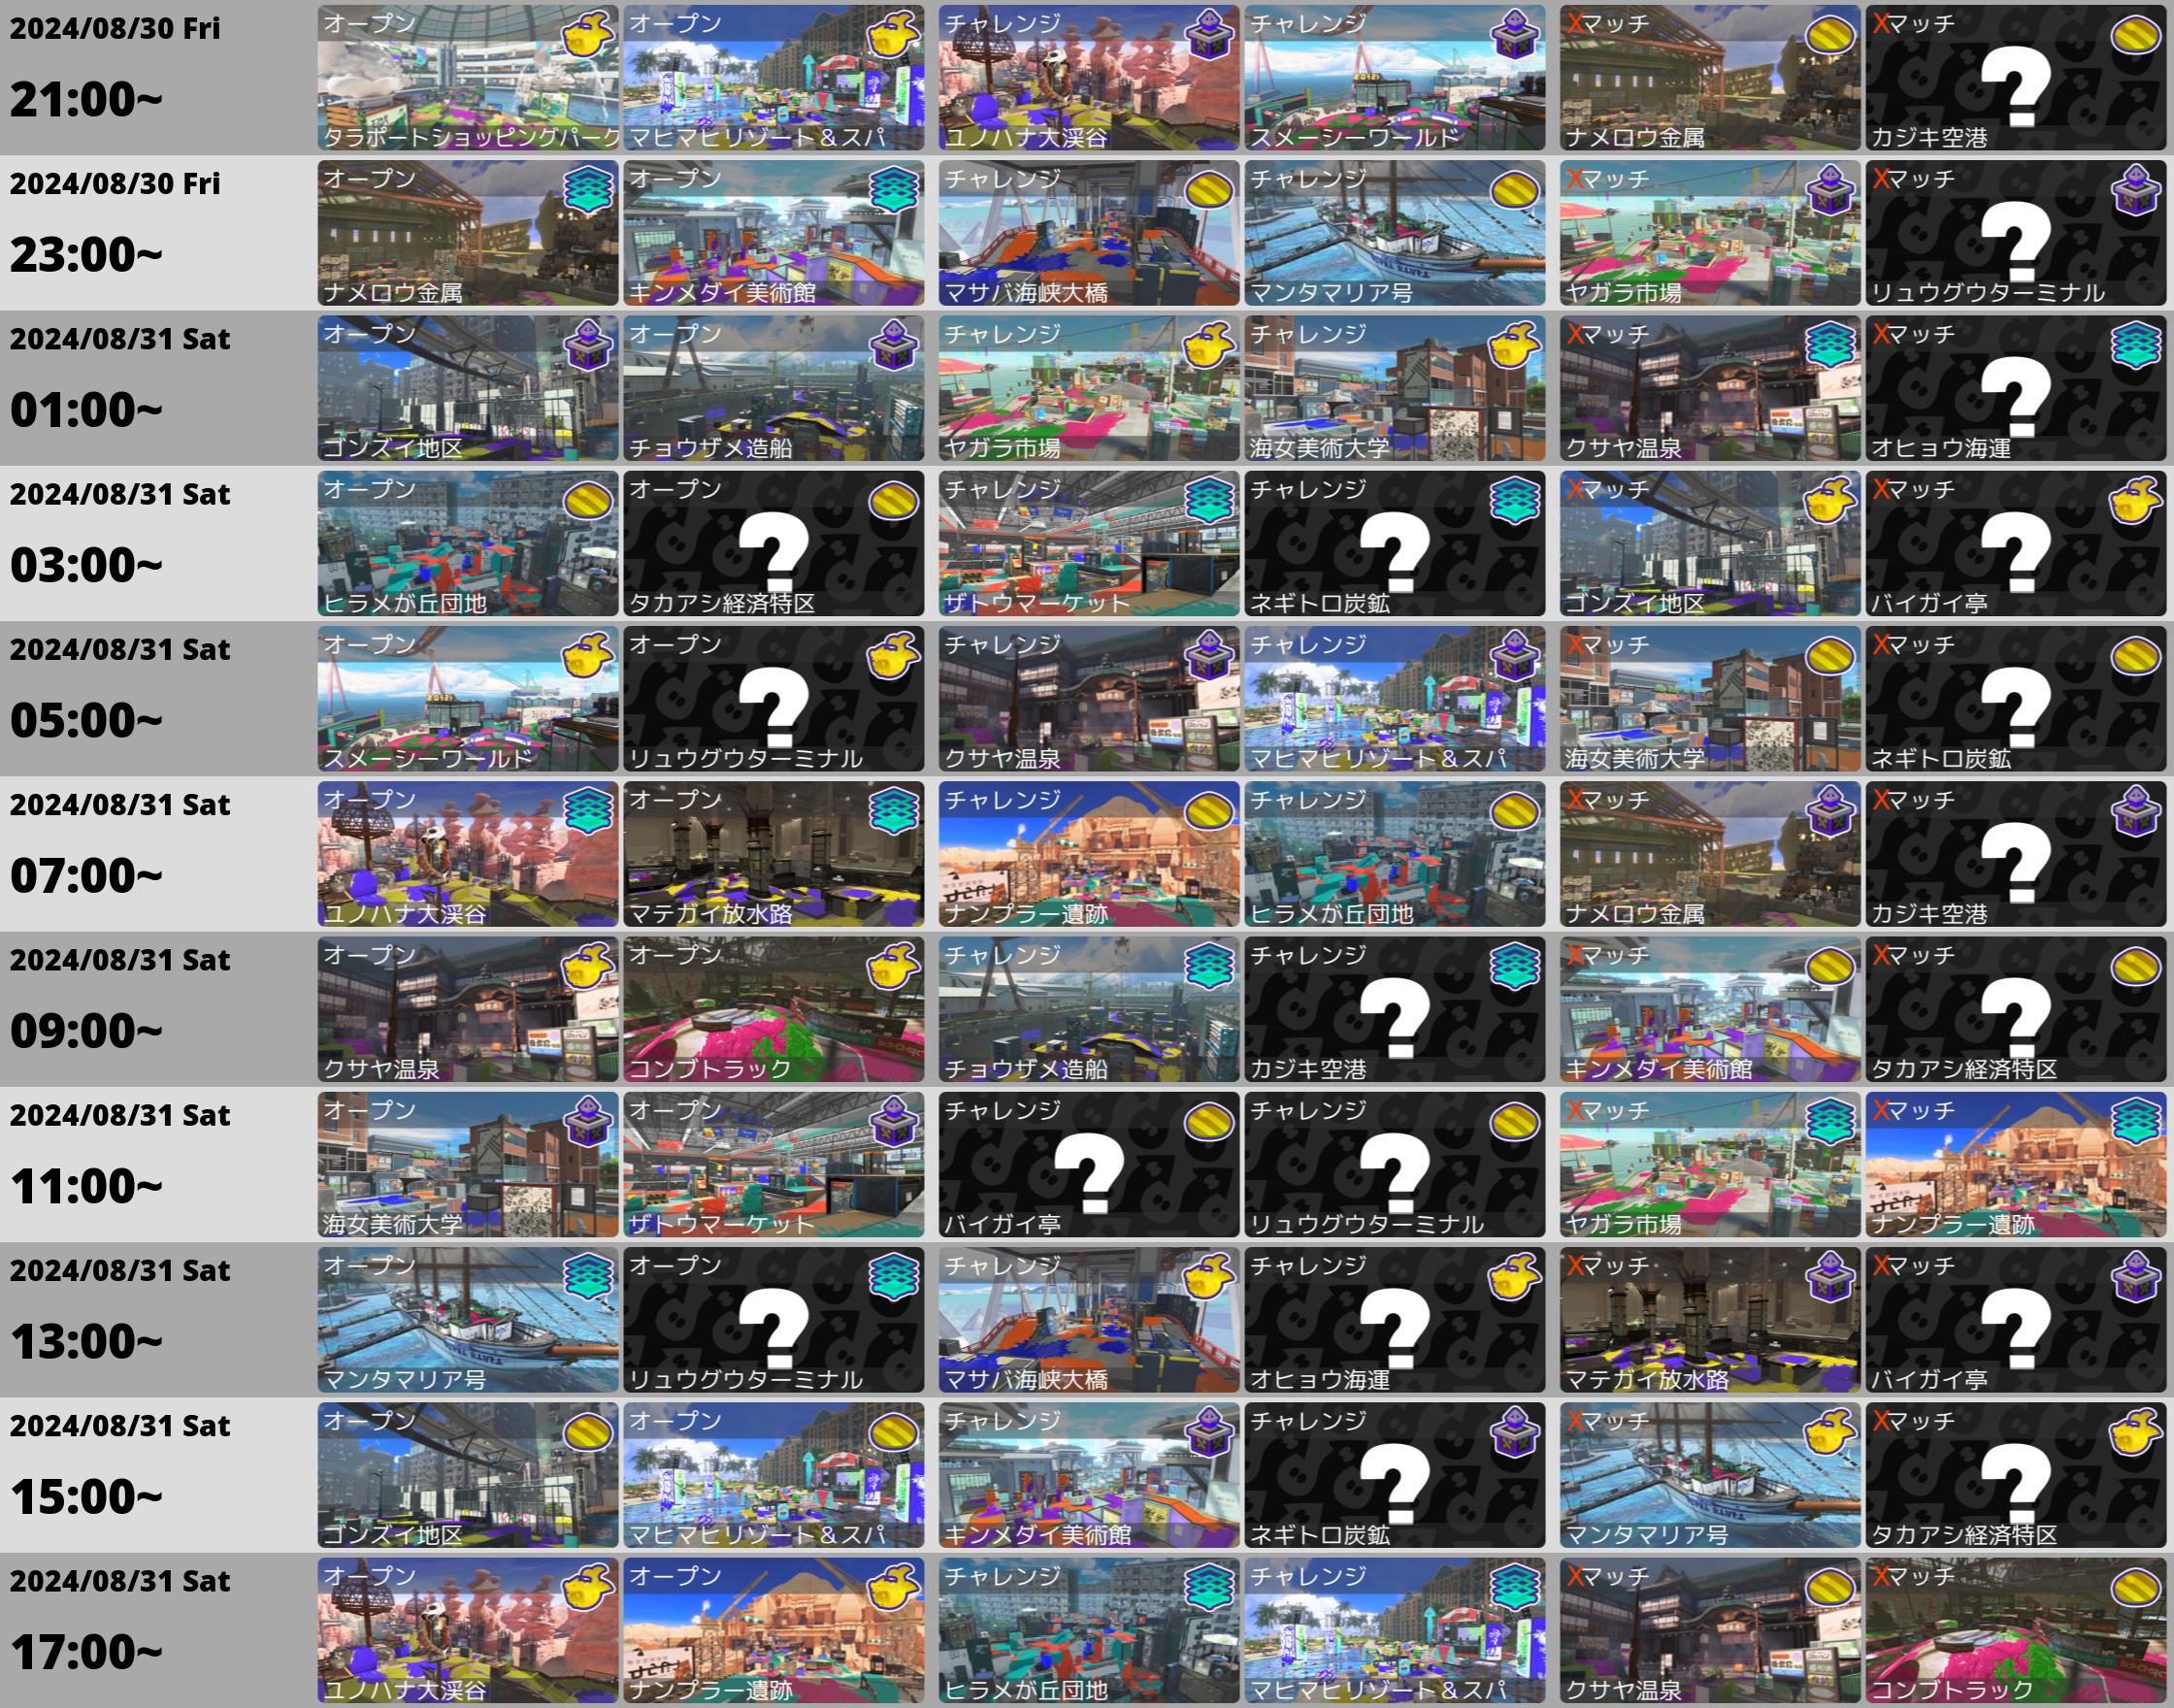 2024/08/30 Fri
21:00~
オープン
タラポートショッピングパーク
オープン
マヒマヒリゾート＆スパ
チャレンジ
ユノハナ大渓谷
チャレンジ
スメーシーワールド
Xマッチ
ナメロウ金属
Xマッチ
?
カジキ空港
2024/08/30 Fri
23:00~
オープン
ナメロウ金属
オープン
キンメダイ美術館
チャレンジ
マサバ海峡大橋
チャレンジ
マンタマリア号
Xマッチ
ヤガラ市場
Xマッチ
?
リュウグウターミナル
2024/08/31 Sat
01:00~
オープン
ゴンズイ地区
オープン
チョウザメ造船
チャレンジ
ヤガラ市場
チャレンジ
海女美術大学
Xマッチ
クサヤ温泉
Xマッチ
?
オヒョウ海運
2024/08/31 Sat
03:00~
オープン
ヒラメが丘団地
オープン
?
タカアシ経済特区
チャレンジ
ザトウマーケット
チャレンジ
?
ネギトロ炭鉱
Xマッチ
ゴンズイ地区
Xマッチ
?
バイガイ亭
2024/08/31 Sat
05:00~
オープン
スメーシーワールド
オープン
?
リュウグウターミナル
チャレンジ
クサヤ温泉
チャレンジ
マヒマヒリゾート＆スパ
Xマッチ
海女美術大学
Xマッチ
?
ネギトロ炭鉱
2024/08/31 Sat
07:00~
オープン
ユノハナ大渓谷
オープン
マテガイ放水路
チャレンジ
ナンプラー遺跡
チャレンジ
ヒラメが丘団地
Xマッチ
ナメロウ金属
Xマッチ
?
カジキ空港
2024/08/31 Sat
09:00~
オープン
クサヤ温泉
オープン
コンブトラック
チャレンジ
チョウザメ造船
チャレンジ
?
カジキ空港
Xマッチ
キンメダイ美術館
Xマッチ
?
タカアシ経済特区
2024/08/31 Sat
11:00~
オープン
海女美術大学
オープン
ザトウマーケット
チャレンジ
?
バイガイ亭
チャレンジ
?
リュウグウターミナル
Xマッチ
ヤガラ市場
Xマッチ
ナンプラー遺跡
2024/08/31 Sat
13:00~
オープン
マンタマリア号
オープン
?
リュウグウターミナル
チャレンジ
マサバ海峡大橋
チャレンジ
?
オヒョウ海運
Xマッチ
マテガイ放水路
Xマッチ
?
バイガイ亭
2024/08/31 Sat
15:00~
オープン
ゴンズイ地区
オープン
マヒマヒリゾート＆スパ
チャレンジ
キンメダイ美術館
チャレンジ
?
ネギトロ炭鉱
Xマッチ
マンタマリア号
Xマッチ
?
タカアシ経済特区
2024/08/31 Sat
17:00~
オープン
ユノハナ大渓谷
オープン
ナンプラー遺跡
チャレンジ
ヒラメが丘団地
チャレンジ
マヒマヒリゾート＆スパ
Xマッチ
クサヤ温泉
Xマッチ
コンブトラック